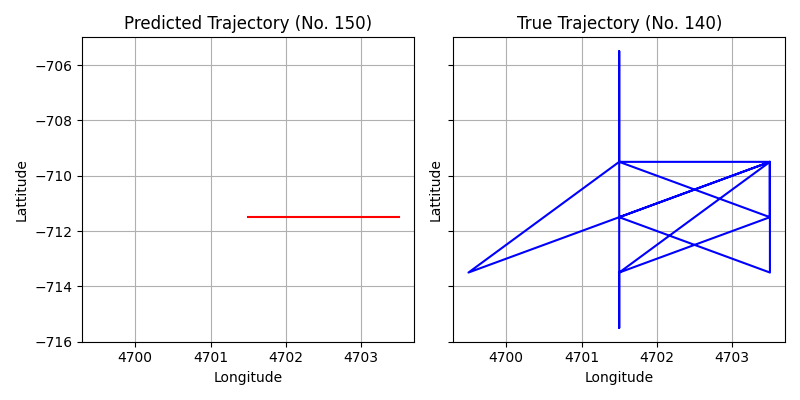 Predicted Trajectory (No. 150)
True Trajectory (No. 140)
−706
−708
−710
−712
−714
−716
Lattitude
4700
4701
4702
4703
Longitude
Lattitude
4700
4701
4702
4703
Longitude